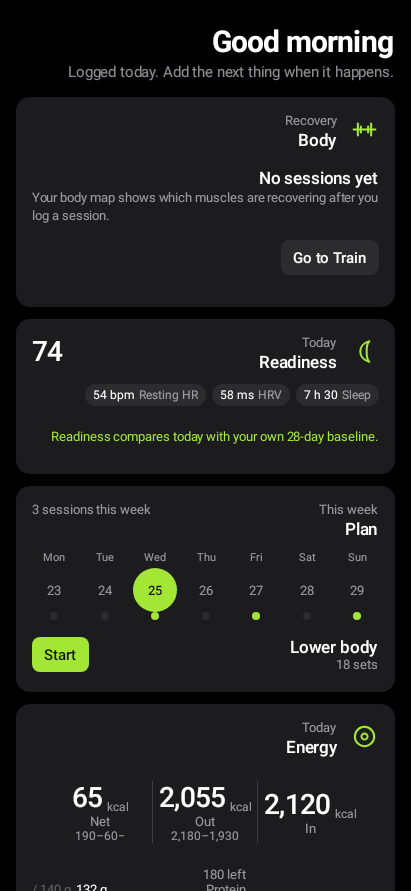 Good morning
Logged today. Add the next thing when it happens.
Recovery
Body
No sessions yet
Your body map shows which muscles are recovering after you
log a session.
Go to Train
74
Today
Readiness
54 bpm Resting HR
58 ms HRV
7 h 30 Sleep
Readiness compares today with your own 28-day baseline.
3 sessions this week
This week
Plan
Mon Tue Wed Thu Fri Sat Sun
23 24 25 26 27 28 29
Start
Lower body
18 sets
Today
Energy
65 kcal
Net
190–60−
2,055 kcal
Out
2,180–1,930
2,120 kcal
In
180 left
/ 140 g 132 g
Protein